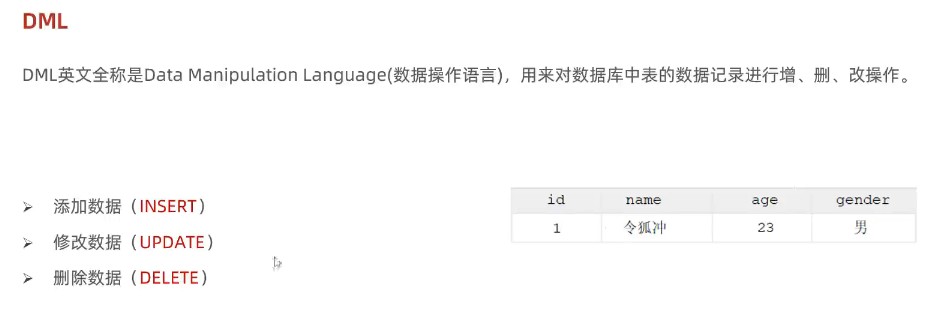 DML
DML英文全称是Data Manipulation Language(数据操作语言)，用来对数据库中表的数据记录进行增、删、改操作。
添加数据（INSERT）
修改数据（UPDATE）
删除数据（DELETE）
id name age gender
1 令狐冲 23 男